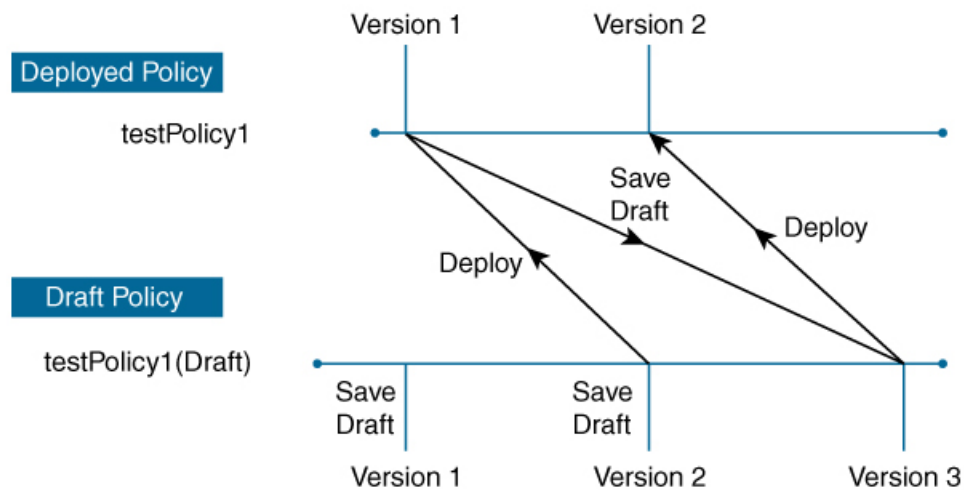 Version 1
Version 2
Deployed Policy
testPolicy1
Save
Draft
Deploy
Deploy
Draft Policy
testPolicy1(Draft)
Save
Draft
Save
Draft
Version 1
Version 2
Version 3